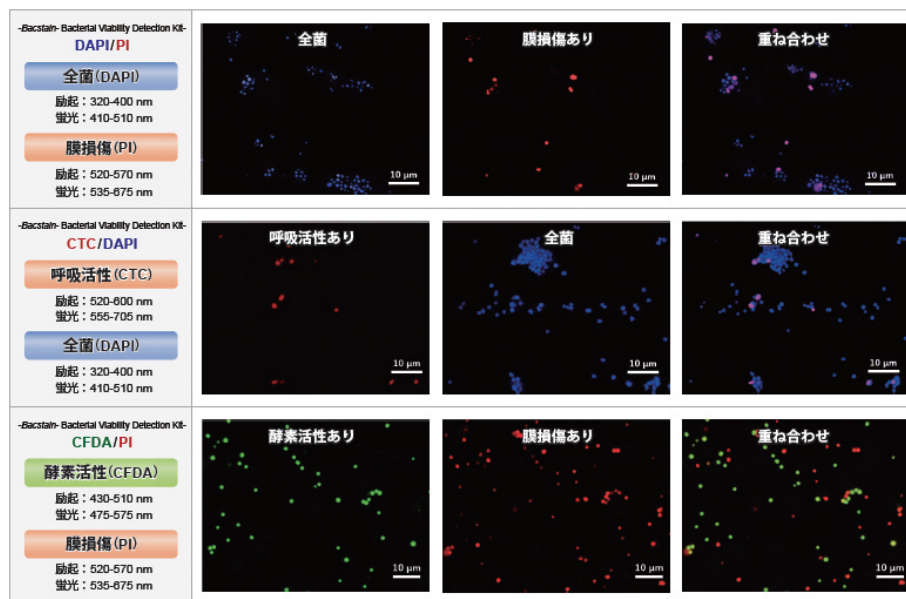 -Bacstain- Bacterial Viability Detection Kit-
DAPI/PI
全菌(DAPI)
励起：320-400 nm
蛍光：410-510 nm
膜損傷(PI)
励起：520-570 nm
蛍光：535-675 nm
全菌
10 μm
膜損傷あり
10 μm
重ね合わせ
10 μm
-Bacstain- Bacterial Viability Detection Kit-
CTC/DAPI
呼吸活性(CTC)
励起：520-600 nm
蛍光：555-705 nm
全菌(DAPI)
励起：320-400 nm
蛍光：410-510 nm
呼吸活性あり
10 μm
全菌
10 μm
重ね合わせ
10 μm
-Bacstain- Bacterial Viability Detection Kit-
CFDA/PI
酵素活性(CFDA)
励起：430-510 nm
蛍光：475-575 nm
膜損傷(PI)
励起：520-570 nm
蛍光：535-675 nm
酵素活性あり
10 μm
膜損傷あり
10 μm
重ね合わせ
10 μm